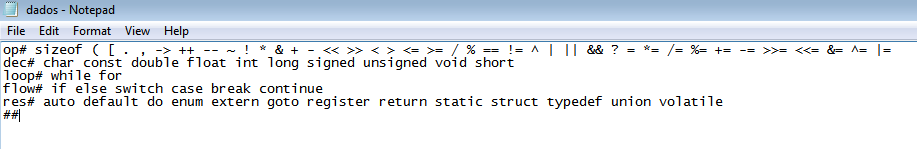 dados - Notepad
File Edit Format View Help
op# sizeof ( [ . , -> ++ -- ~ ! * & + - << >> < > <= >= / % == != ^ | || && ? = *= /= %= += -= >>= <<= &= ^= |=
dec# char const double float int long signed unsigned void short
loop# while for
flow# if else switch case break continue
res# auto default do enum extern goto register return static struct typedef union volatile
##